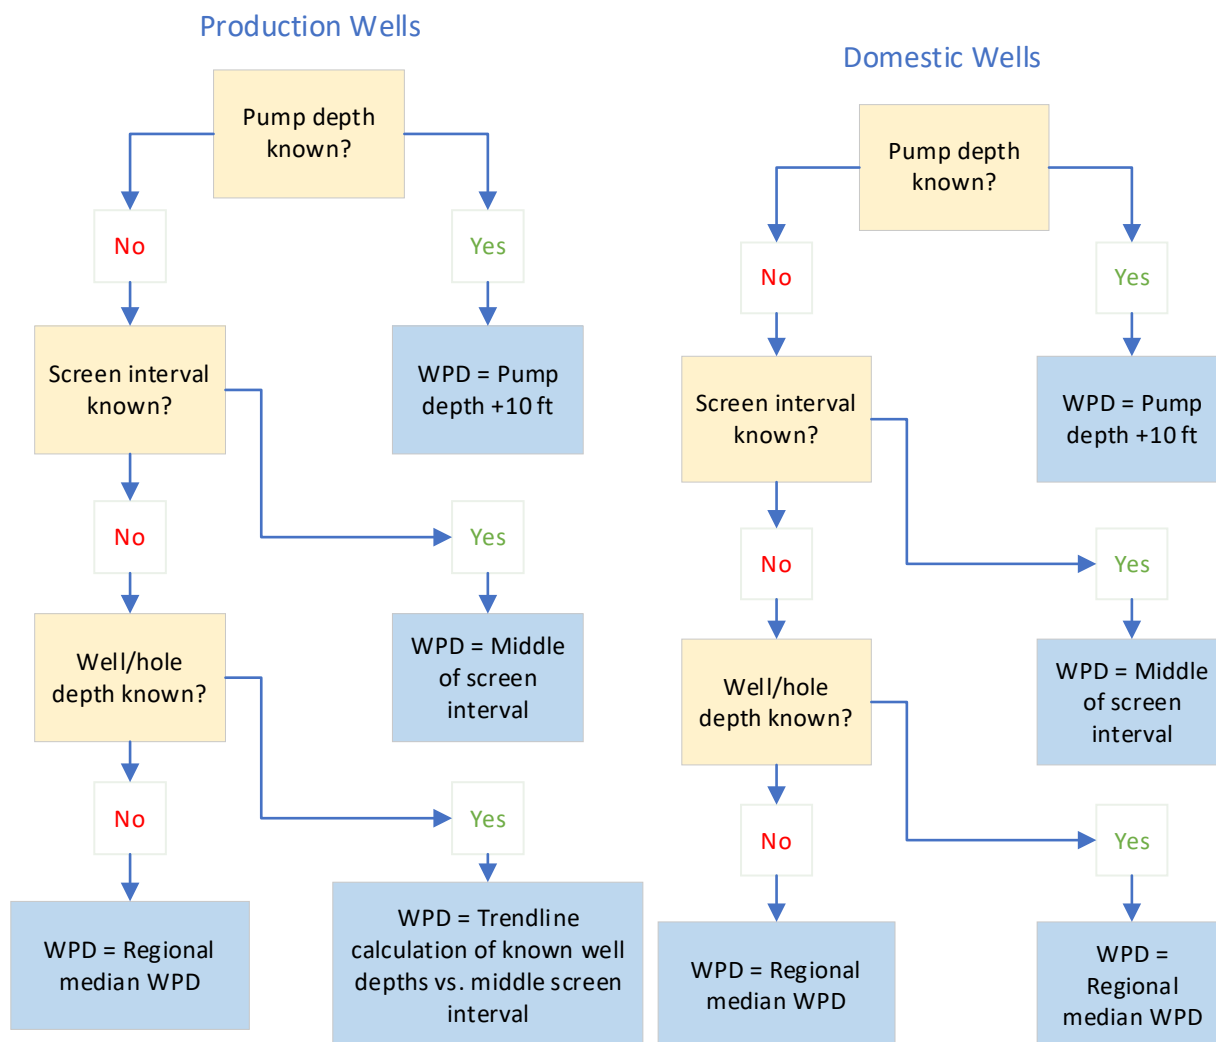 Production Wells
Pump depth
known?
No
Yes
Screen interval
known?
WPD = Pump
depth +10 ft
No
Yes
Well/hole
depth known?
WPD = Middle
of screen
interval
No
Yes
WPD = Regional
median WPD
WPD = Trendline
calculation of known well
depths vs. middle screen
interval
Domestic Wells
Pump depth
known?
No
Yes
Screen interval
known?
WPD = Pump
depth +10 ft
No
Yes
Well/hole
depth known?
WPD = Middle
of screen
interval
No
Yes
WPD = Regional
median WPD
WPD =
Regional
median WPD